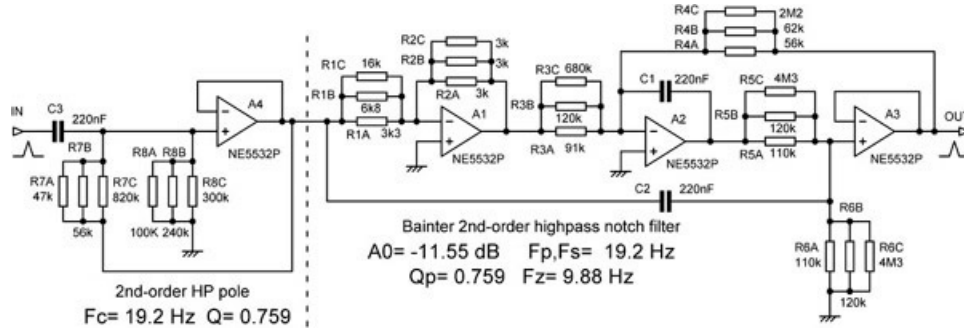 R4C 2M2
R4B 62k
R4A 56k
R2C 3k
R2B 3k
R2A 3k
R1C 16k
R1B 6k8
R1A 3k3
R3C 680k
R3B 120k
R3A 91k
C1 220nF
R5C 4M3
R5B 120k
R5A 110k
IN
C3 220nF
A4
NE5532P
A1
NE5532P
A2
NE5532P
A3
NE5532P
OUT
R7B
R7A 47k
R7C 820k
56k
R8A R8B
R8C 300k
100K 240k
C2 220nF
R6B
R6A 110k
R6C 4M3
120k
2nd-order HP pole
Fc= 19.2 Hz Q= 0.759
Bainter 2nd-order highpass notch filter
A0= -11.55 dB Fp,Fs= 19.2 Hz
Qp= 0.759 Fz= 9.88 Hz